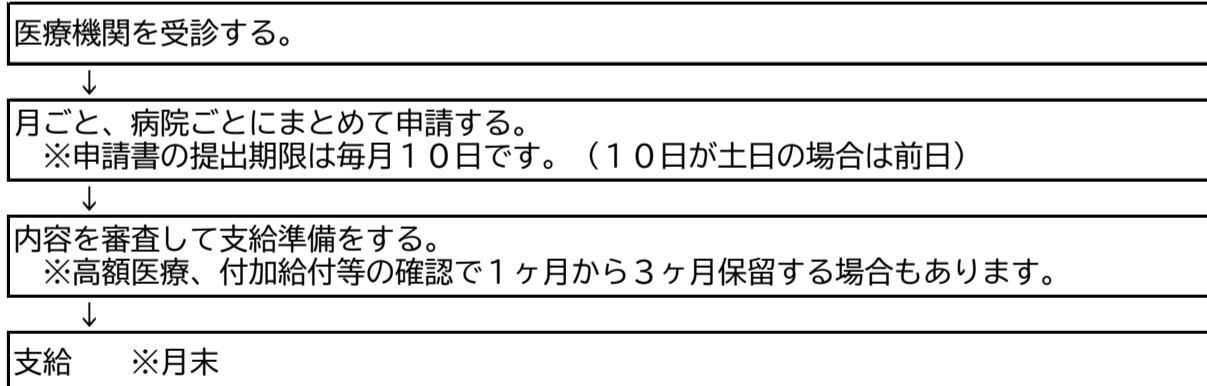 医療機関を受診する。
↓
月ごと、病院ごとにまとめて申請する。
※申請書の提出期限は毎月１０日です。（１０日が土日の場合は前日）
↓
内容を審査して支給準備をする。
※高額医療、付加給付等の確認で１ヶ月から３ヶ月保留する場合もあります。
↓
支給　　※月末